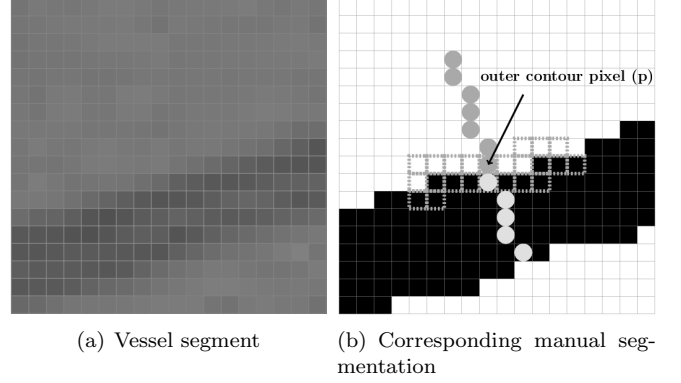 outer contour pixel (p)
(a) Vessel segment
(b) Corresponding manual seg-
mentation